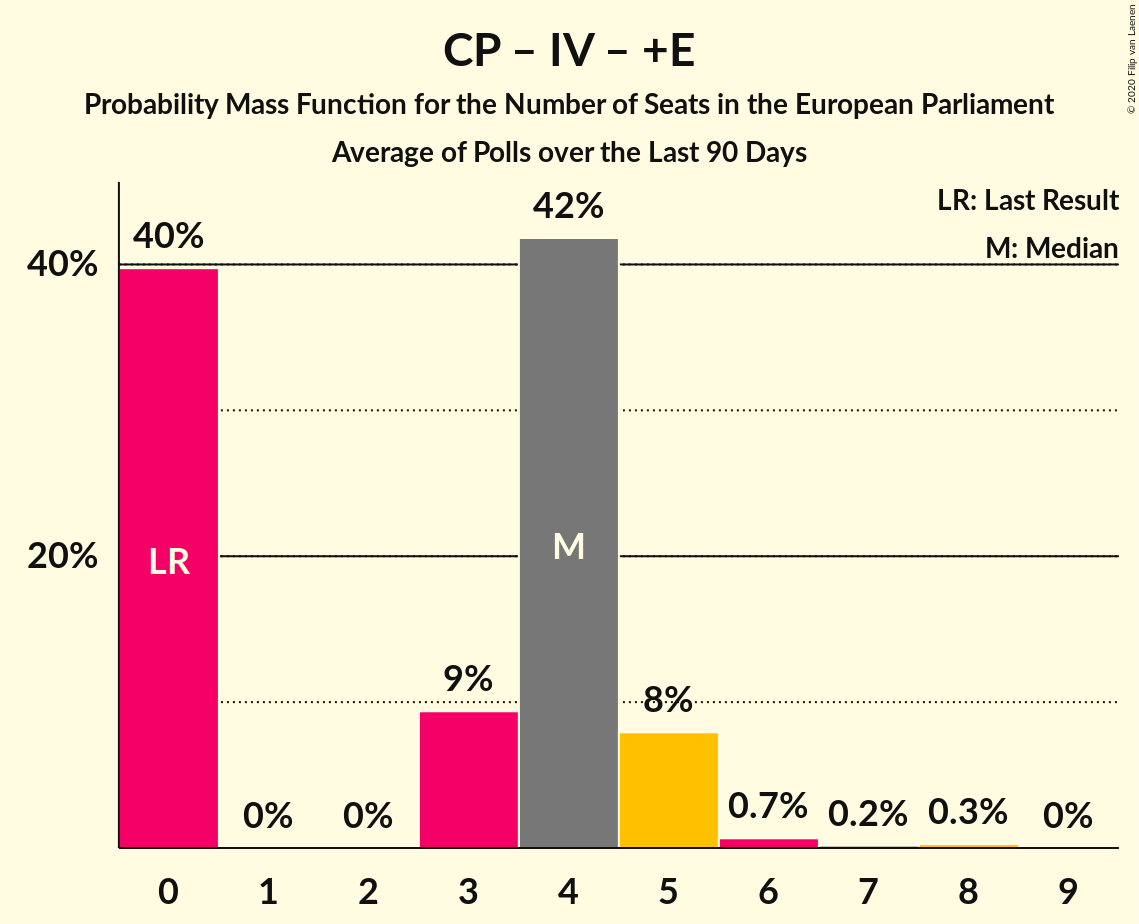 CP – IV – +E
Probability Mass Function for the Number of Seats in the European Parliament
Average of Polls over the Last 90 Days
© 2020 Filip van Laenen
LR: Last Result
M: Median
40%
42%
40%
20%
LR
M
9%
8%
0%
0%
0.7%
0.2%
0.3%
0%
0 1 2 3 4 5 6 7 8 9